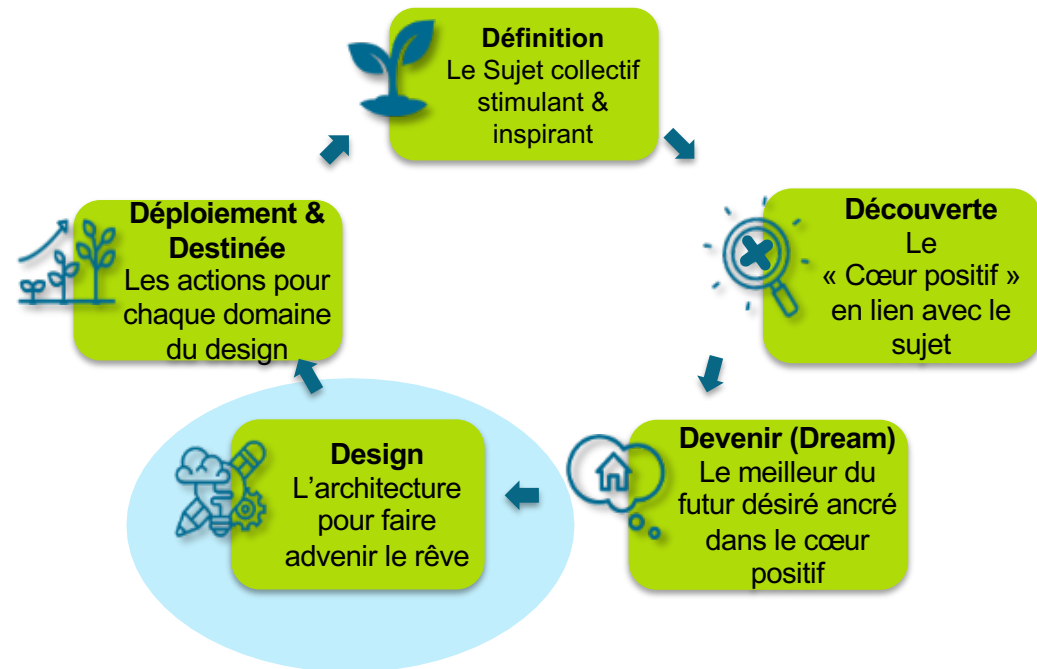 Définition
Le Sujet collectif
stimulant &
inspirant
Découverte
Le
« Cœur positif »
en lien avec le
sujet
Devenir (Dream)
Le meilleur du
futur désiré ancré
dans le cœur
positif
Design
L'architecture
pour faire
advenir le rêve
Déploiement &
Destinée
Les actions pour
chaque domaine
du design